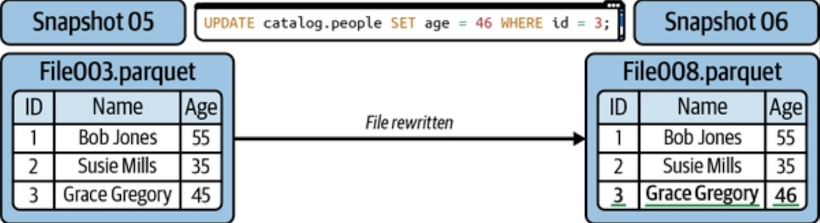 Snapshot 05
UPDATE catalog.people SET age = 46 WHERE id = 3;
Snapshot 06
File003.parquet
ID Name Age
1 Bob Jones 55
2 Susie Mills 35
3 Grace Gregory 45
File rewritten
File008.parquet
ID Name Age
1 Bob Jones 55
2 Susie Mills 35
3 Grace Gregory 46